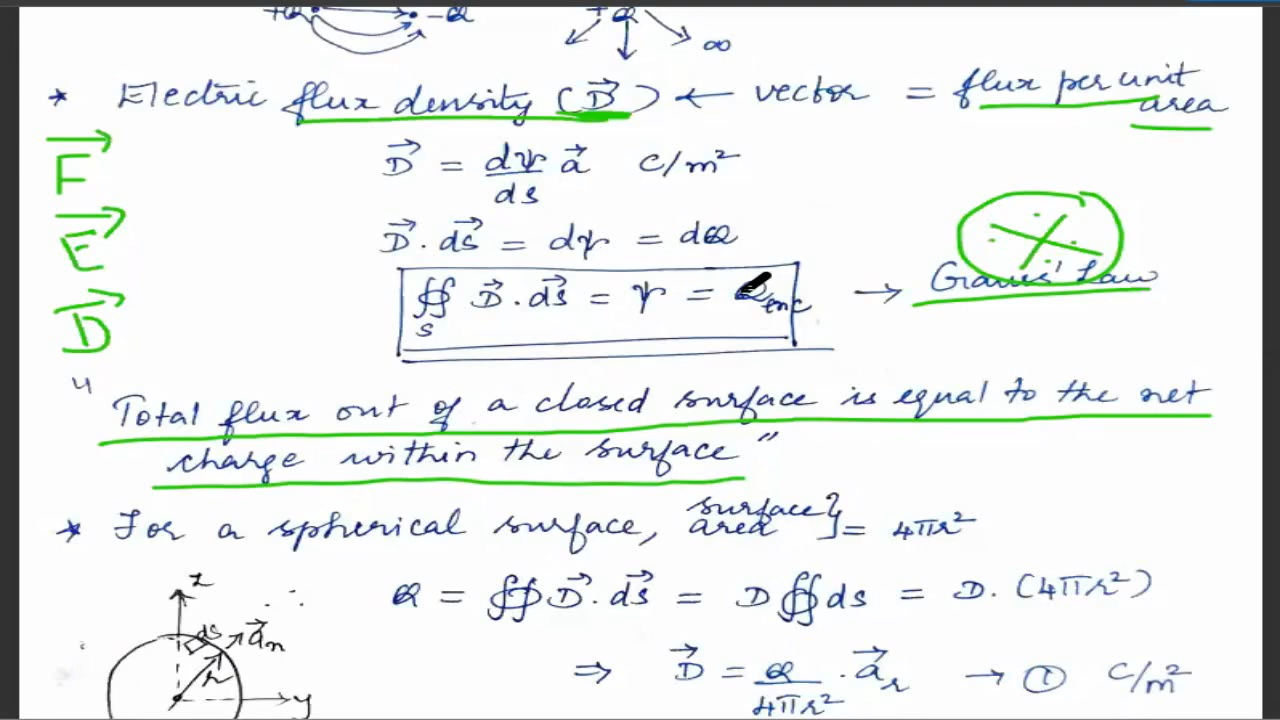 +Q -Q +Q ∞
* Electric flux density (D⃗) ← vector = flux per unit area
F⃗
D⃗ = dψ/ds a⃗ C/m²
E⃗
D⃗ . ds⃗ = dψ = dQ
D⃗
∯s D⃗ . ds⃗ = ψ = Qenc → Gauss' Law
"Total flux out of a closed surface is equal to the net
charge within the surface"
* For a spherical surface, surface area } = 4πr²
∴ Q = ∯ D⃗ . ds⃗ = D ∯ ds = D. (4πr²)
z
ds a⃗n
r
y
⇒ D⃗ = Q/4πr² . a⃗r → ① C/m²